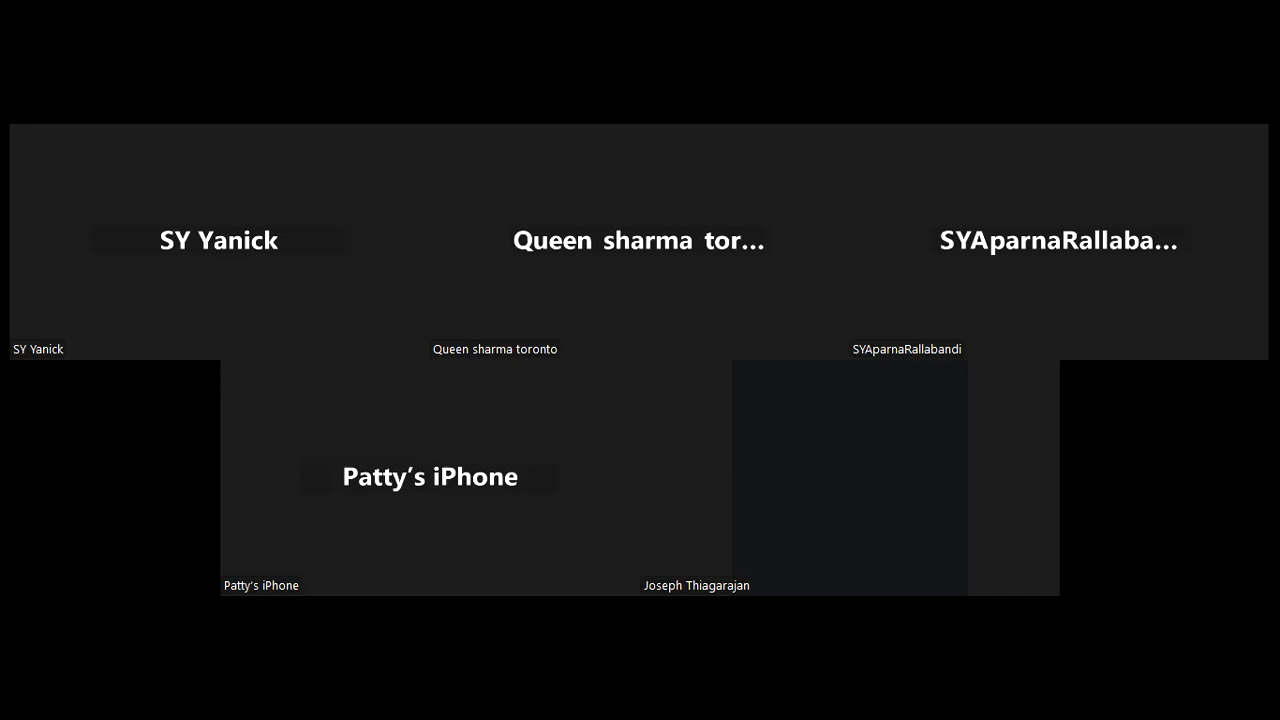 SY Yanick
Queen sharma tor...
SYAparnaRallaba...
SY Yanick
Queen sharma toronto
SYAparnaRallabandi
Patty’s iPhone
Patty's iPhone
Joseph Thiagarajan